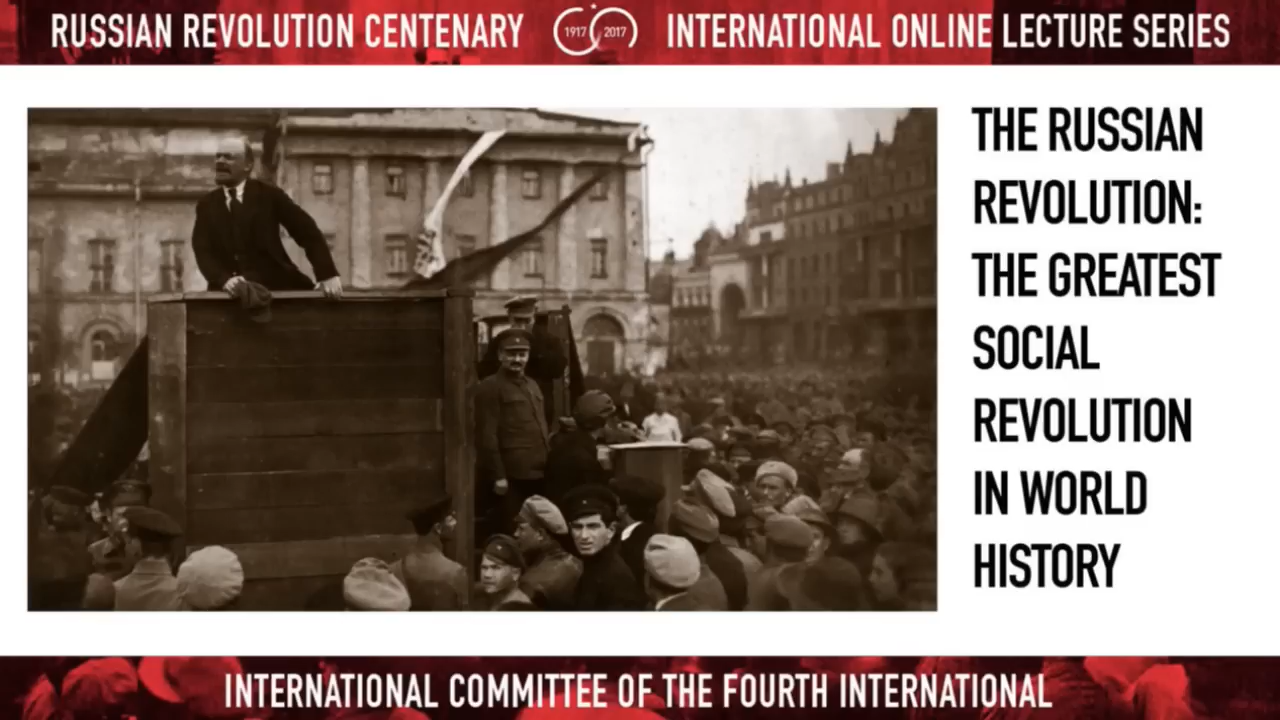 RUSSIAN REVOLUTION CENTENARY 1917 2017 INTERNATIONAL ONLINE LECTURE SERIES
THE RUSSIAN
REVOLUTION:
THE GREATEST
SOCIAL
REVOLUTION
IN WORLD
HISTORY
INTERNATIONAL COMMITTEE OF THE FOURTH INTERNATIONAL